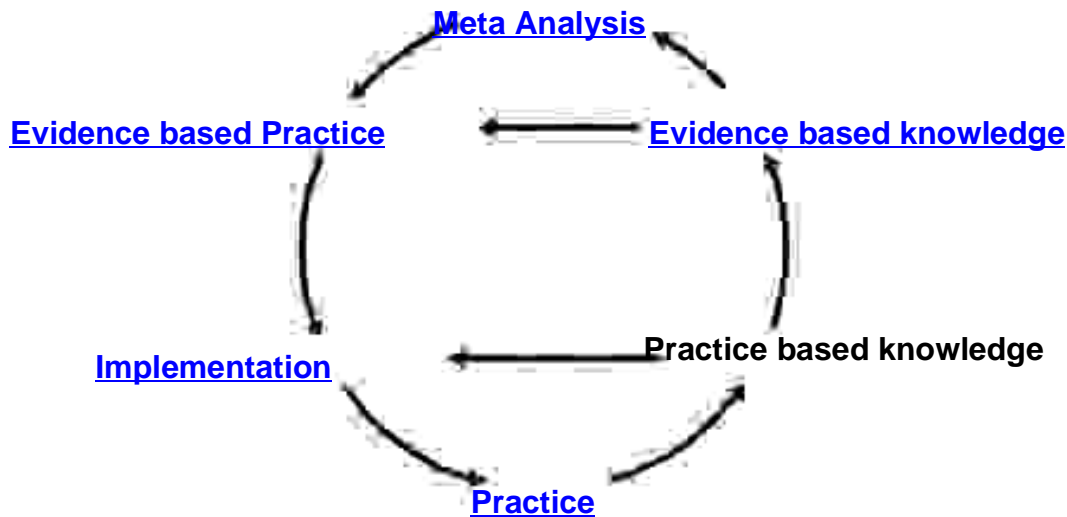 Meta Analysis
Evidence based Practice
Evidence based knowledge
Implementation
Practice based knowledge
Practice